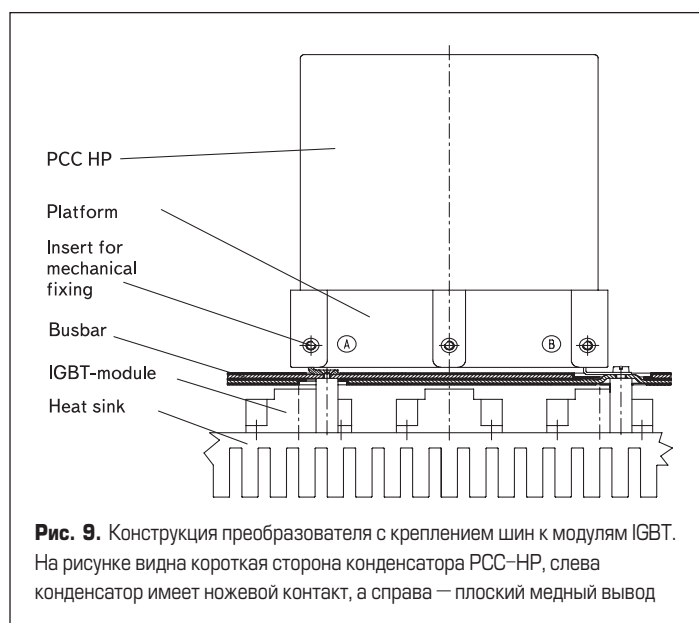 PCC HP
Platform
Insert for
mechanical
fixing
A
B
Busbar
IGBT-module
Heat sink
Рис. 9. Конструкция преобразователя с креплением шин к модулям IGBT.
На рисунке видна короткая сторона конденсатора PCC-HP, слева
конденсатор имеет ножевой контакт, а справа — плоский медный вывод